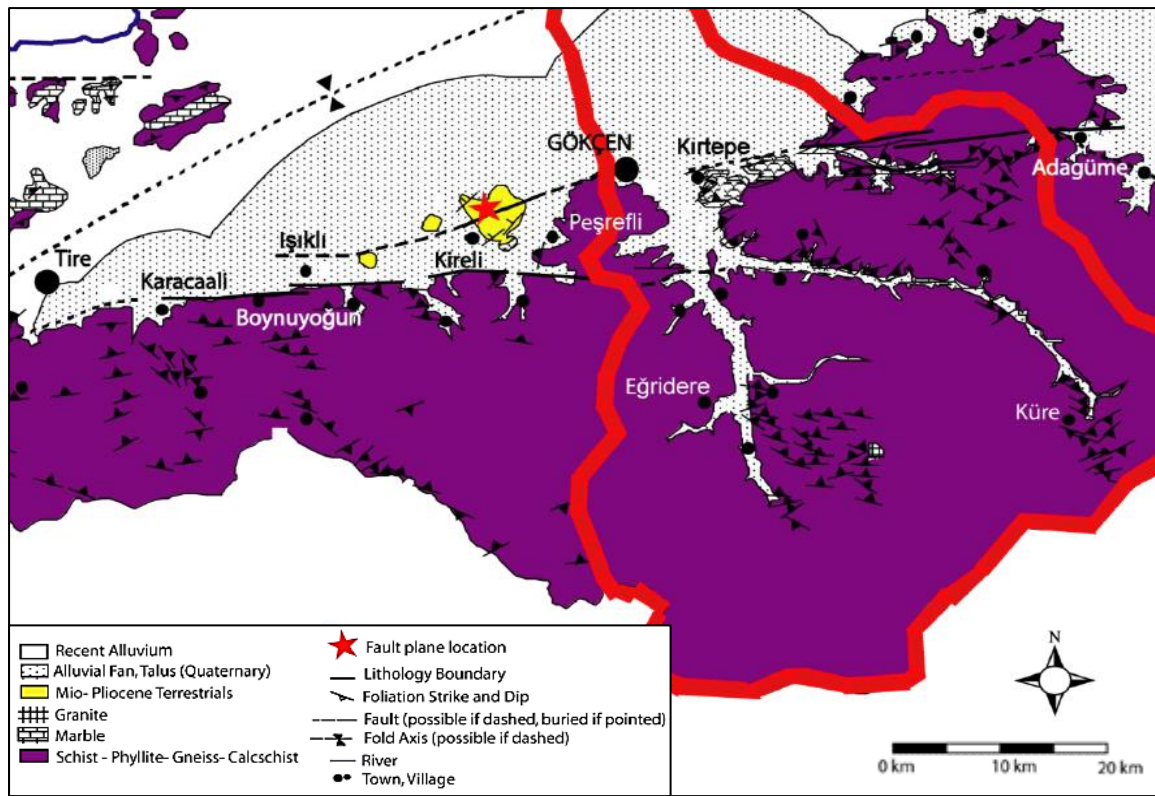 GÖKÇEN
Kırtepe
Adagüme
Peşrefli
Işıklı
Tire
Kireli
Karacaali
Boynuyoğun
Eğridere
Küre
Recent Alluvium
Alluvial Fan, Talus (Quaternary)
Mio- Pliocene Terrestrials
Granite
Marble
Schist - Phyllite- Gneiss- Calcschist
Fault plane location
Lithology Boundary
Foliation Strike and Dip
Fault (possible if dashed, buried if pointed)
Fold Axis (possible if dashed)
River
Town, Village
N
0 km 10 km 20 km